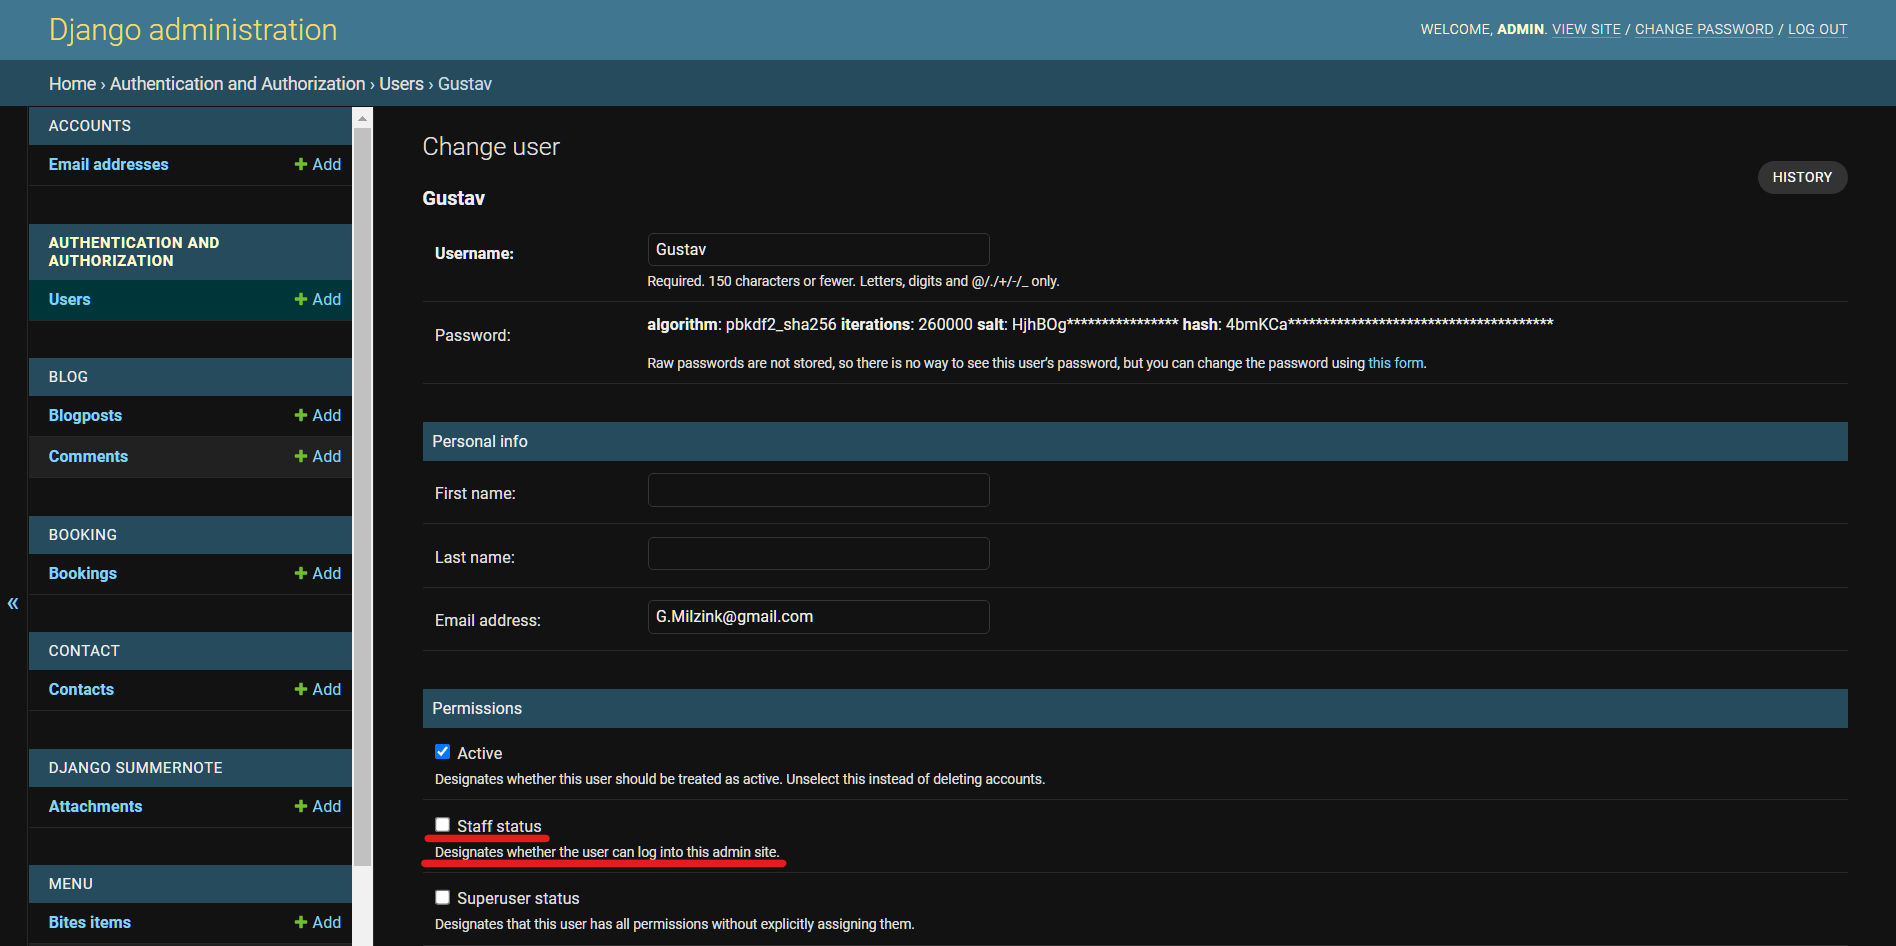 Django administration
WELCOME, ADMIN. VIEW SITE / CHANGE PASSWORD / LOG OUT
Home › Authentication and Authorization › Users › Gustav
ACCOUNTS
Email addresses + Add
AUTHENTICATION AND
AUTHORIZATION
Users + Add
BLOG
Blogposts + Add
Comments + Add
BOOKING
Bookings + Add
«
CONTACT
Contacts + Add
DJANGO SUMMERNOTE
Attachments + Add
MENU
Bites items + Add
Change user
HISTORY
Gustav
Username: Gustav
Required. 150 characters or fewer. Letters, digits and @/./+/-/_ only.
Password: algorithm: pbkdf2_sha256 iterations: 260000 salt: HjhBOg**************** hash: 4bmKCa**************************************
Raw passwords are not stored, so there is no way to see this user’s password, but you can change the password using this form.
Personal info
First name:
Last name:
Email address: G.Milzink@gmail.com
Permissions
Active
Designates whether this user should be treated as active. Unselect this instead of deleting accounts.
Staff status
Designates whether the user can log into this admin site.
Superuser status
Designates that this user has all permissions without explicitly assigning them.